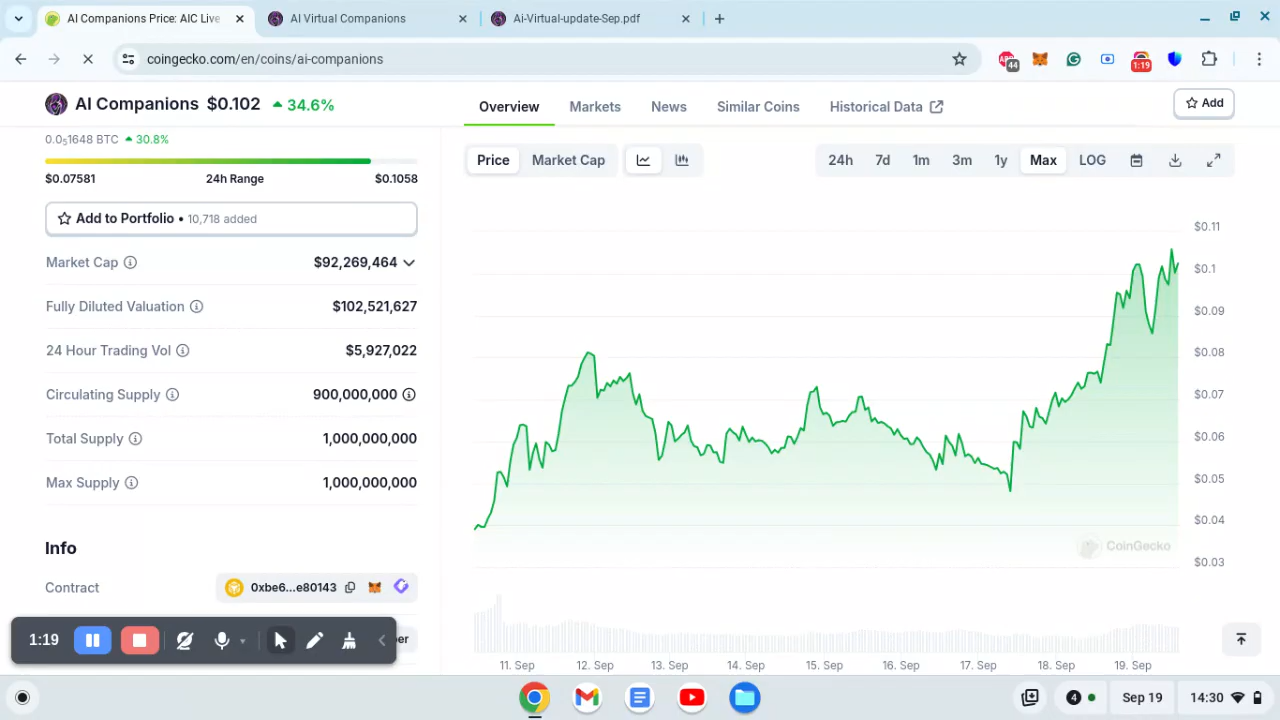 AI Companions Price: AIC Live
AI Virtual Companions
Ai-Virtual-update-Sep.pdf
coingecko.com/en/coins/ai-companions
44
1:19
AI Companions $0.102 34.6%
Overview Markets News Similar Coins Historical Data
Add
0.0₅1648 BTC 30.8%
$0.07581 24h Range $0.1058
Add to Portfolio • 10,718 added
Market Cap $92,269,464
Fully Diluted Valuation $102,521,627
24 Hour Trading Vol $5,927,022
Circulating Supply 900,000,000
Total Supply 1,000,000,000
Max Supply 1,000,000,000
Info
Contract 0xbe6...e80143
er
1:19
Price Market Cap
24h 7d 1m 3m 1y Max LOG
$0.11
$0.1
$0.09
$0.08
$0.07
$0.06
$0.05
$0.04
$0.03
CoinGecko
11. Sep 12. Sep 13. Sep 14. Sep 15. Sep 16. Sep 17. Sep 18. Sep 19. Sep
4 Sep 19 14:30